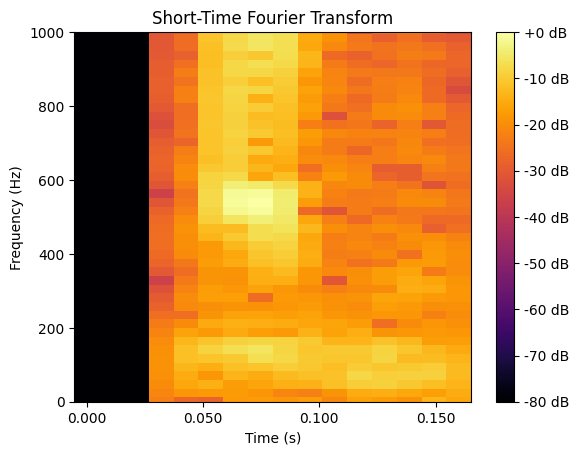 Short-Time Fourier Transform
Frequency (Hz)
1000
800
600
400
200
0
0.000
0.050
0.100
0.150
Time (s)
+0 dB
-10 dB
-20 dB
-30 dB
-40 dB
-50 dB
-60 dB
-70 dB
-80 dB